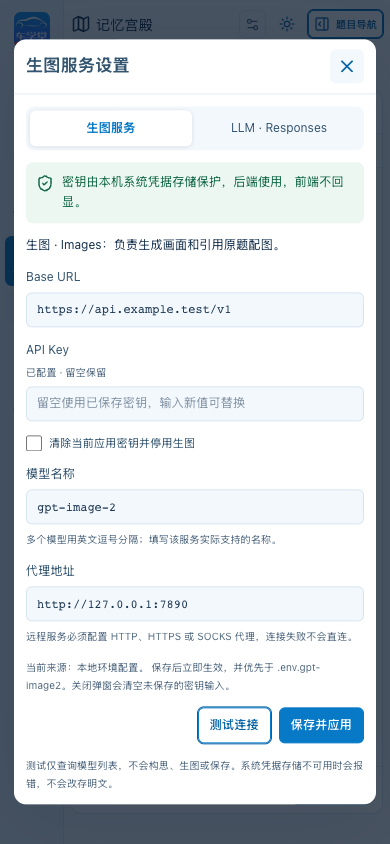 车学堂
记忆宫殿
题目导航
生图服务设置
生图服务
LLM · Responses
密钥由本机系统凭据存储保护，后端使用，前端不回
显。
生图 · Images：负责生成画面和引用原题配图。
Base URL
https://api.example.test/v1
API Key
已配置 · 留空保留
留空使用已保存密钥，输入新值可替换
清除当前应用密钥并停用生图
模型名称
gpt-image-2
多个模型用英文逗号分隔；填写该服务实际支持的名称。
代理地址
http://127.0.0.1:7890
远程服务必须配置 HTTP、HTTPS 或 SOCKS 代理，连接失败不会直连。
当前来源：本地环境配置。 保存后立即生效，并优先于 .env.gpt-
image2。关闭弹窗会清空未保存的密钥输入。
测试连接
保存并应用
测试仅查询模型列表，不会构思、生图或保存。系统凭据存储不可用时会报
错，不会改存明文。